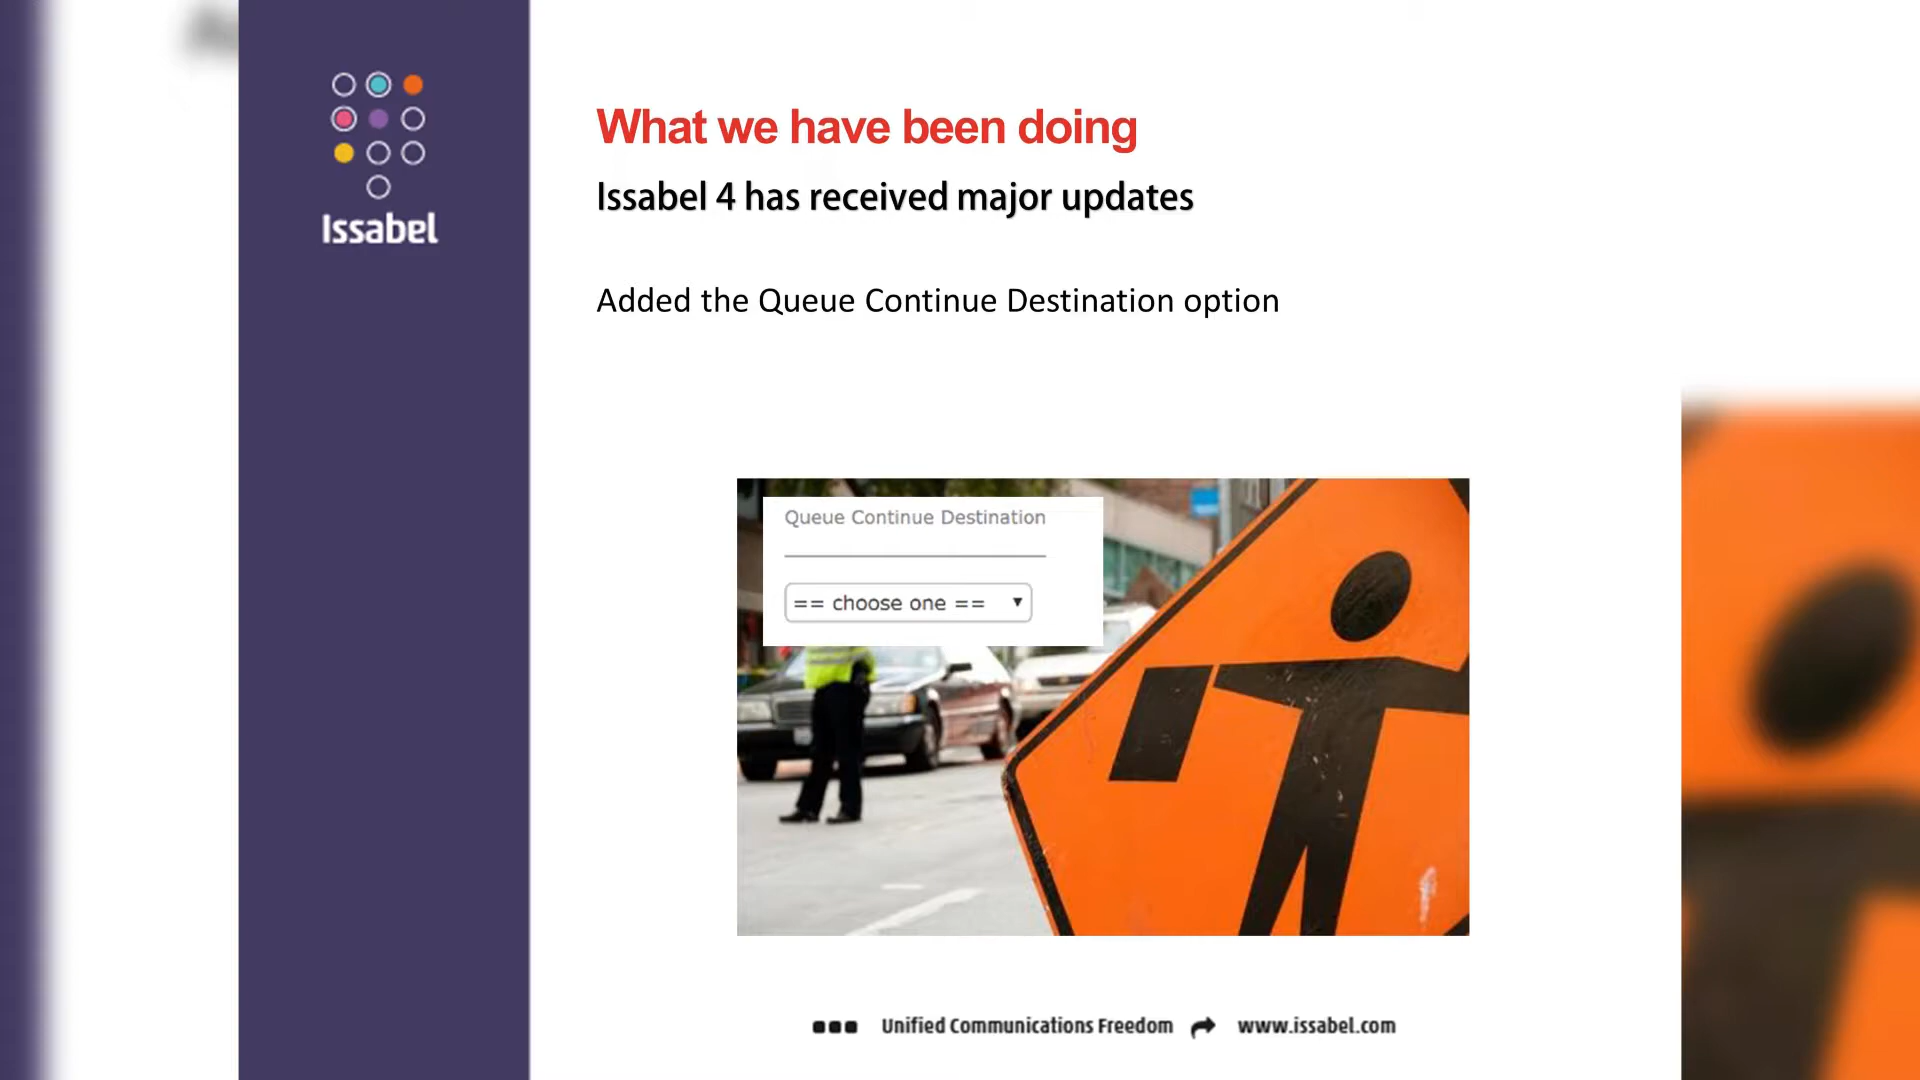 Issabel
What we have been doing
Issabel 4 has received major updates
Added the Queue Continue Destination option
Queue Continue Destination
== choose one ==
Unified Communications Freedom
www.issabel.com